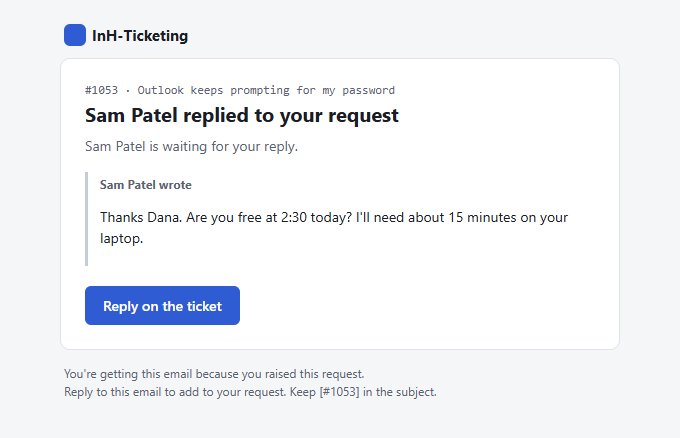 InH-Ticketing
#1053 · Outlook keeps prompting for my password
Sam Patel replied to your request
Sam Patel is waiting for your reply.
Sam Patel wrote
Thanks Dana. Are you free at 2:30 today? I'll need about 15 minutes on your
laptop.
Reply on the ticket
You're getting this email because you raised this request.
Reply to this email to add to your request. Keep [#1053] in the subject.